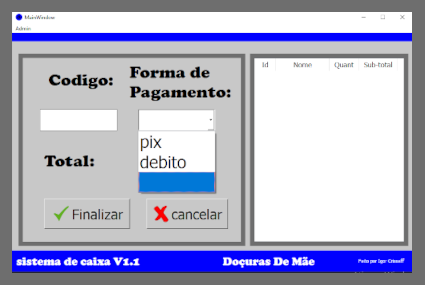 MainWindow
Admin
Codigo:
Forma de
Pagamento:
pix
debito
Total:
Finalizar
cancelar
Id Nome Quant Sub-total
sistema de caixa V1.1
Doçuras De Mãe
Feito por Igor